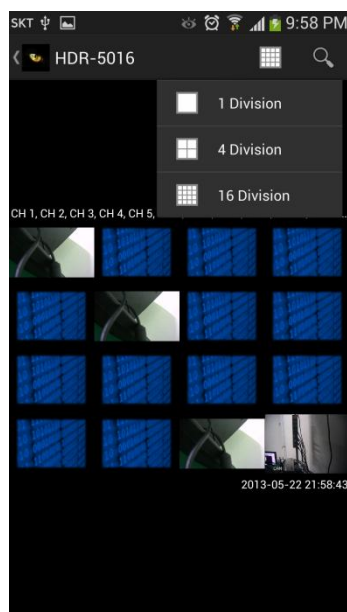 SKT 9:58 PM
HDR-5016
1 Division
4 Division
16 Division
CH 1, CH 2, CH 3, CH 4, CH 5,
2013-05-22 21:58:43